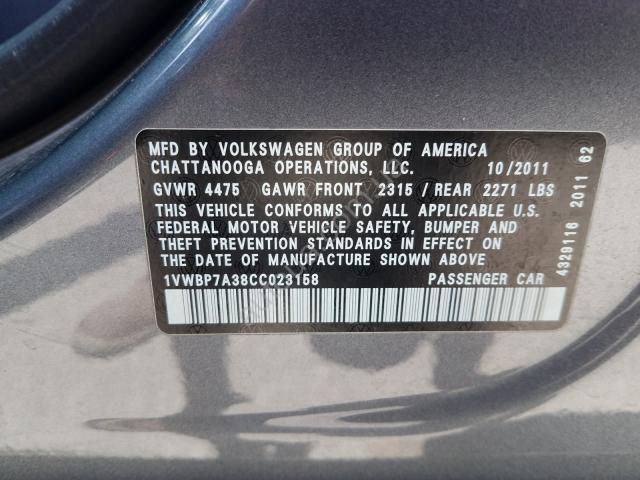 MFD BY VOLKSWAGEN GROUP OF AMERICA
CHATTANOOGA OPERATIONS, LLC. 10/2011
GVWR 4475 GAWR FRONT 2315 / REAR 2271 LBS
THIS VEHICLE CONFORMS TO ALL APPLICABLE U.S.
FEDERAL MOTOR VEHICLE SAFETY, BUMPER AND
THEFT PREVENTION STANDARDS IN EFFECT ON
THE DATE OF MANUFACTURE SHOWN ABOVE.
1VWBP7A38CC023158 PASSENGER CAR
4329116 2011 62